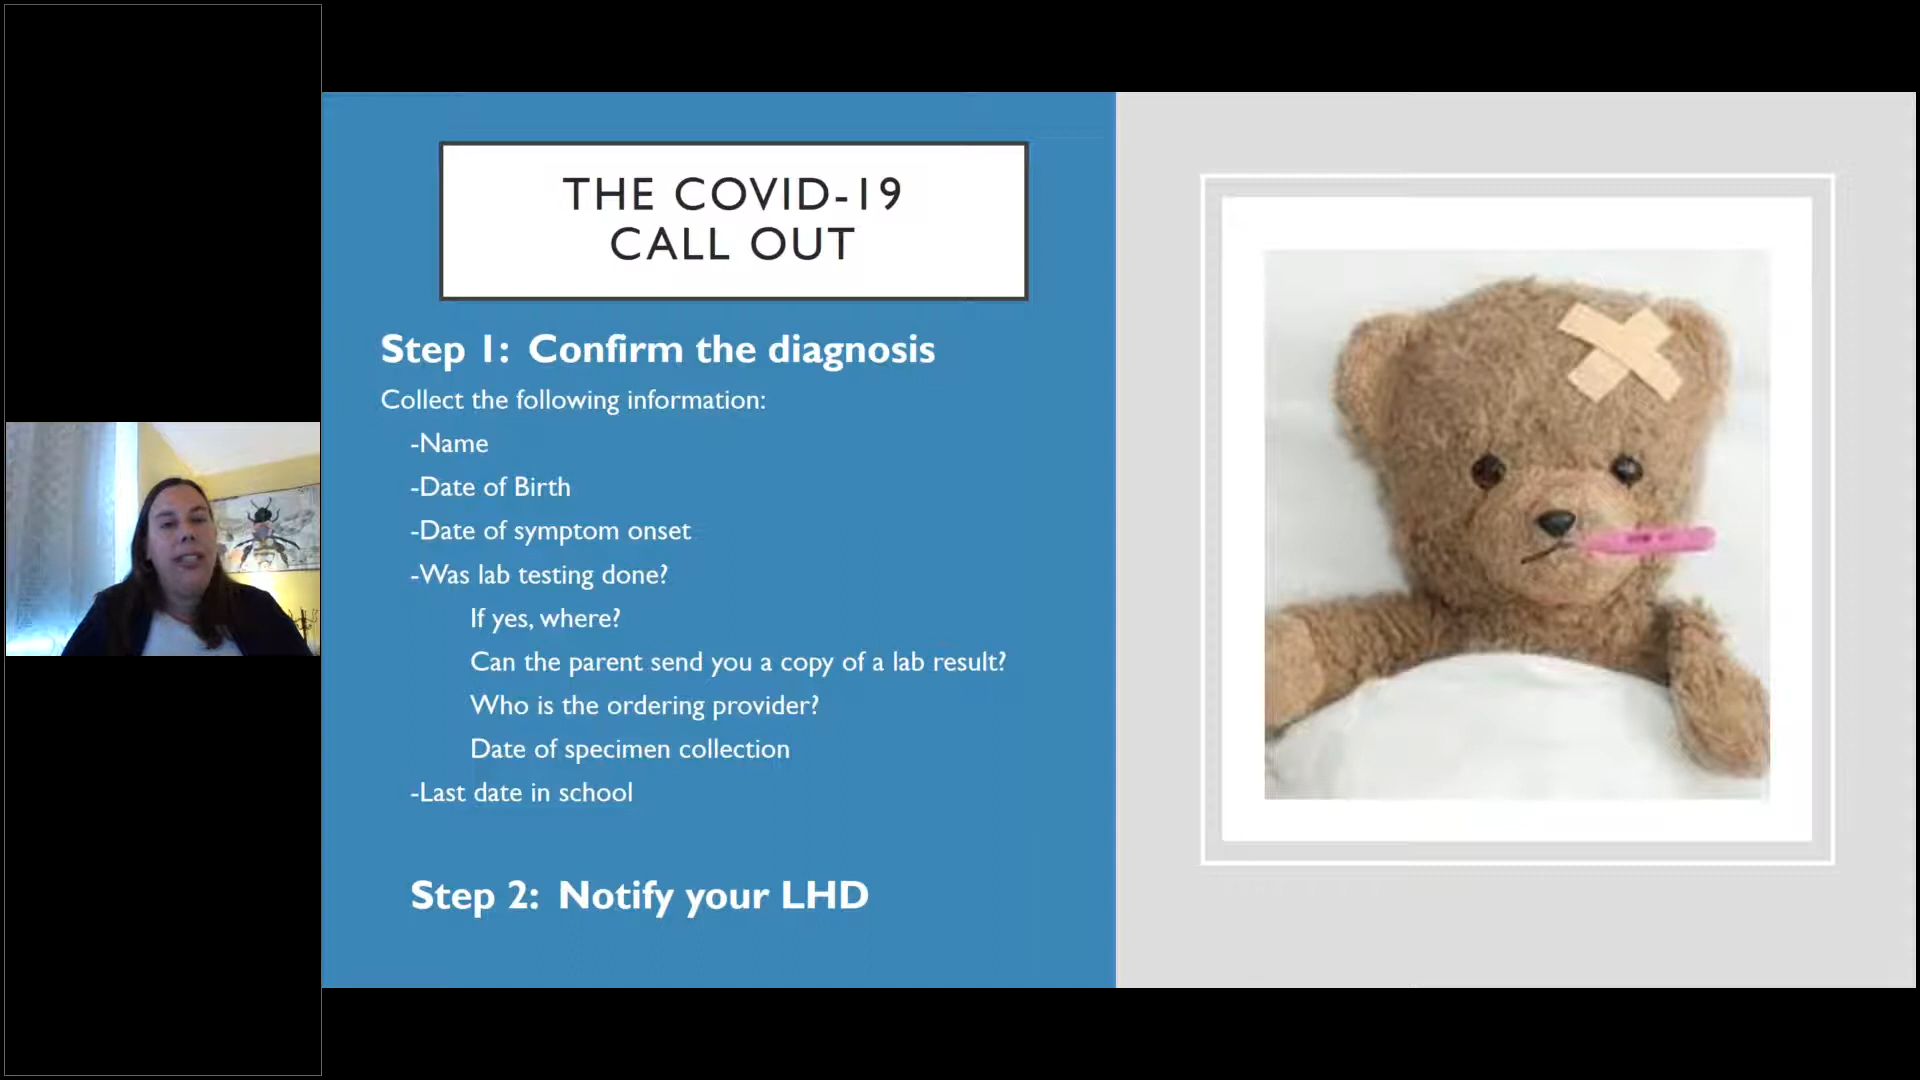 THE COVID-19
CALL OUT
Step 1: Confirm the diagnosis
Collect the following information:
-Name
-Date of Birth
-Date of symptom onset
-Was lab testing done?
If yes, where?
Can the parent send you a copy of a lab result?
Who is the ordering provider?
Date of specimen collection
-Last date in school
Step 2: Notify your LHD